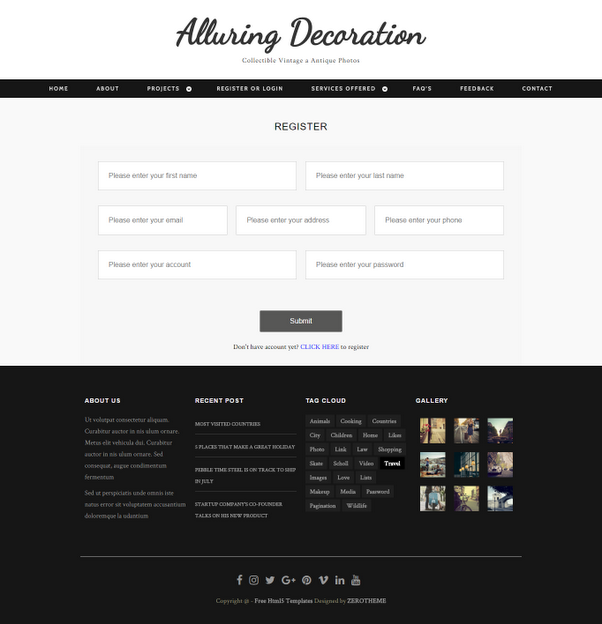 Alluring Decoration
Collectible Vintage a Antique Photos
HOME ABOUT PROJECTS REGISTER OR LOGIN SERVICES OFFERED FAQ'S FEEDBACK CONTACT
REGISTER
Please enter your first name Please enter your last name
Please enter your email Please enter your address Please enter your phone
Please enter your account Please enter your password
Submit
Don't have account yet? CLICK HERE to register
ABOUT US
Ut volutpat consectetur aliquam.
Curabitur auctor in nis ulum ornare.
Metus elit vehicula dui. Curabitur
auctor in nis ulum ornare. Sed
consequat, augue condimentum
fermentum
Sed ut perspiciatis unde omnis iste
natus error sit voluptatem accusantium
doloremque la udantium
RECENT POST
MOST VISITED COUNTRIES
5 PLACES THAT MAKE A GREAT HOLIDAY
PEBBLE TIME STEEL IS ON TRACK TO SHIP
IN JULY
STARTUP COMPANY'S CO-FOUNDER
TALKS ON HIS NEW PRODUCT
TAG CLOUD
Animals Cooking Countries
City Children Home Likes
Photo Link Law Shopping
Skate Scholl Video Travel
Images Love Lists
Makeup Media Password
Pagination Wildlife
GALLERY
Copyright @ - Free Html5 Templates Designed by ZEROTHEME